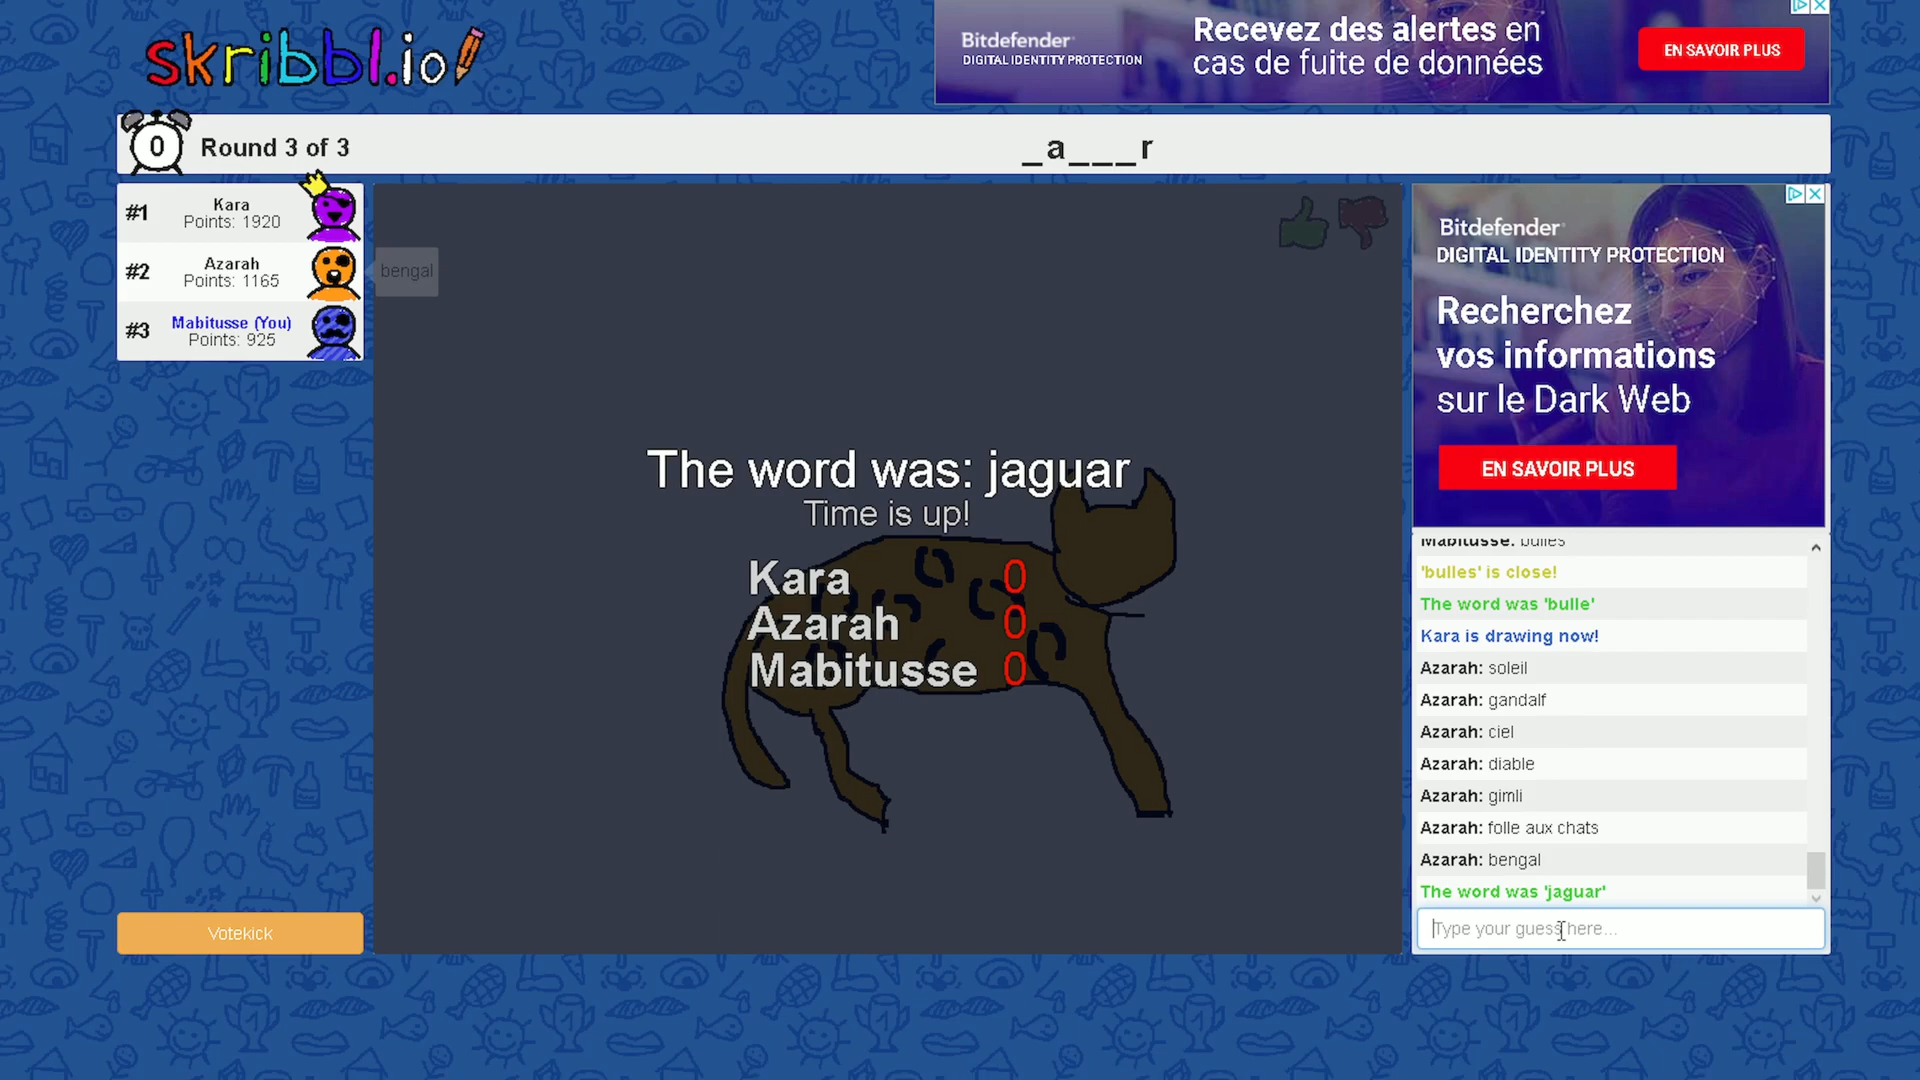 skribbl.io
Bitdefender
DIGITAL IDENTITY PROTECTION
Recevez des alertes en
cas de fuite de données
EN SAVOIR PLUS
0
Round 3 of 3
_a___r
#1
Kara
Points: 1920
#2
Azarah
Points: 1165
#3
Mabitusse (You)
Points: 925
bengal
The word was: jaguar
Time is up!
Kara 0
Azarah 0
Mabitusse 0
Votekick
Bitdefender
DIGITAL IDENTITY PROTECTION
Recherchez
vos informations
sur le Dark Web
EN SAVOIR PLUS
Mabitusse: bulles
'bulles' is close!
The word was 'bulle'
Kara is drawing now!
Azarah: soleil
Azarah: gandalf
Azarah: ciel
Azarah: diable
Azarah: gimli
Azarah: folle aux chats
Azarah: bengal
The word was 'jaguar'
Type your guess here...